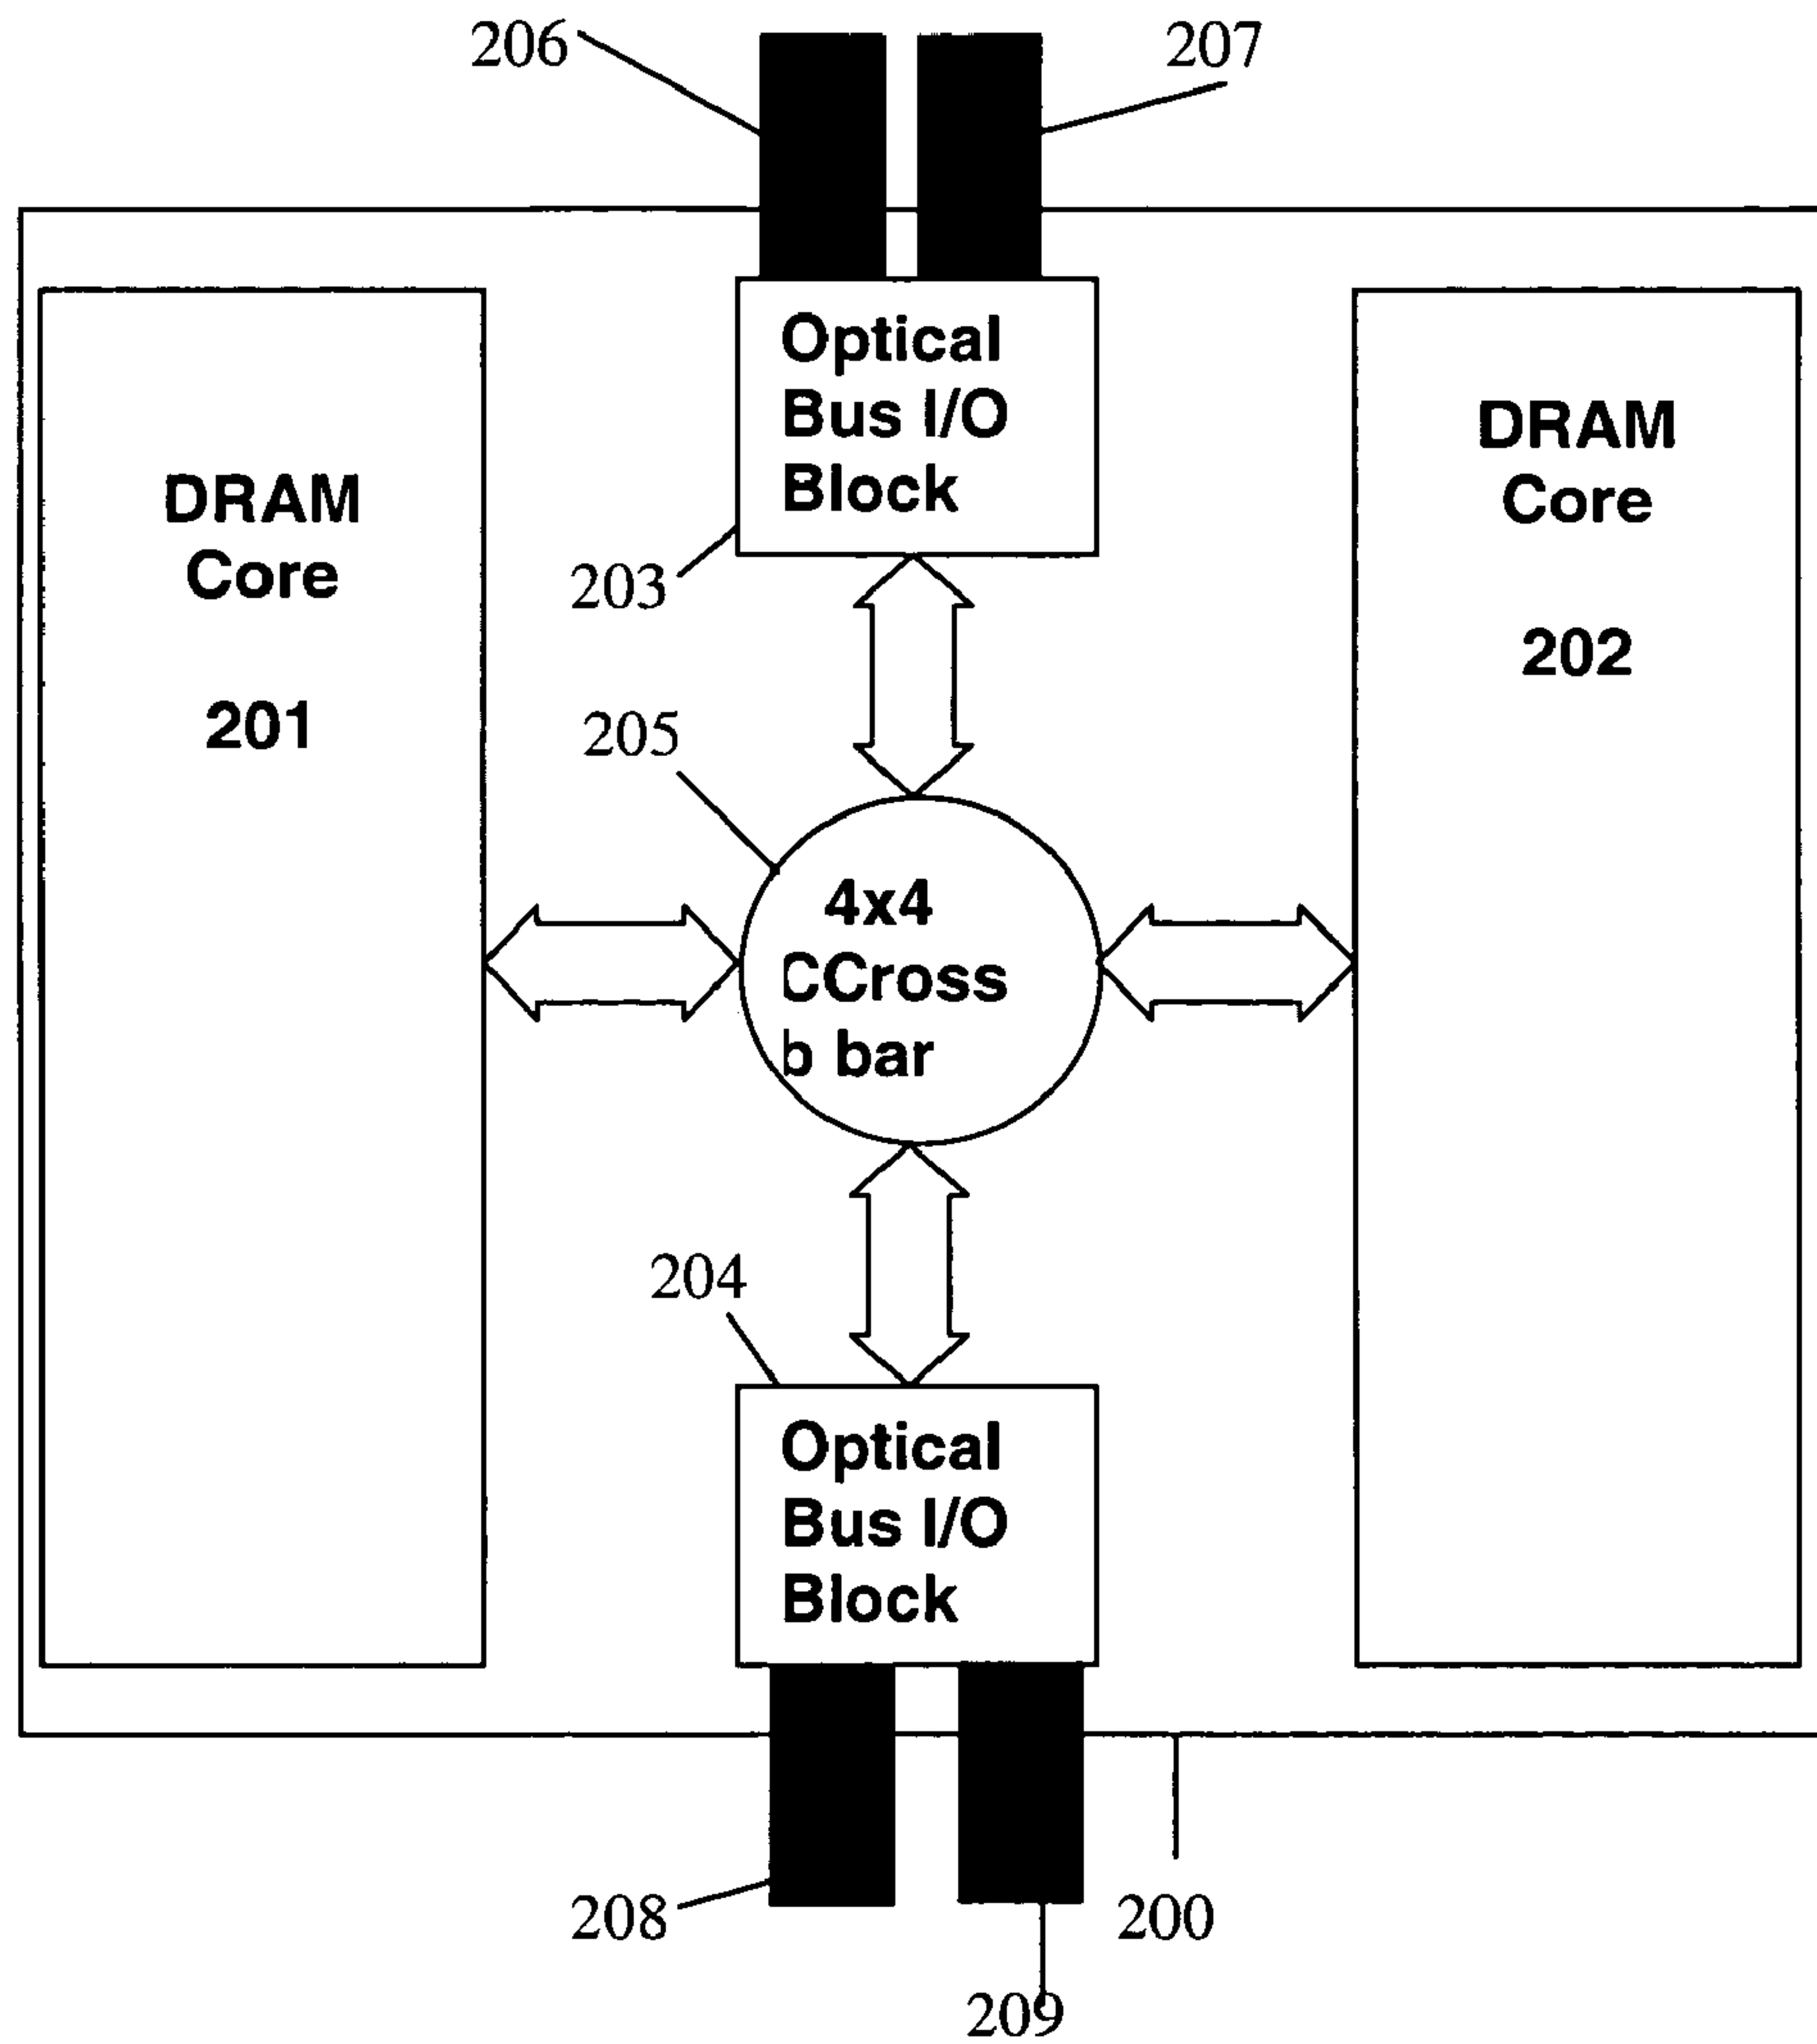 206
207
Optical
Bus I/O
Block
DRAM
Core
201
DRAM
Core
202
203
205
4x4
CCross
b bar
204
Optical
Bus I/O
Block
208
200
209